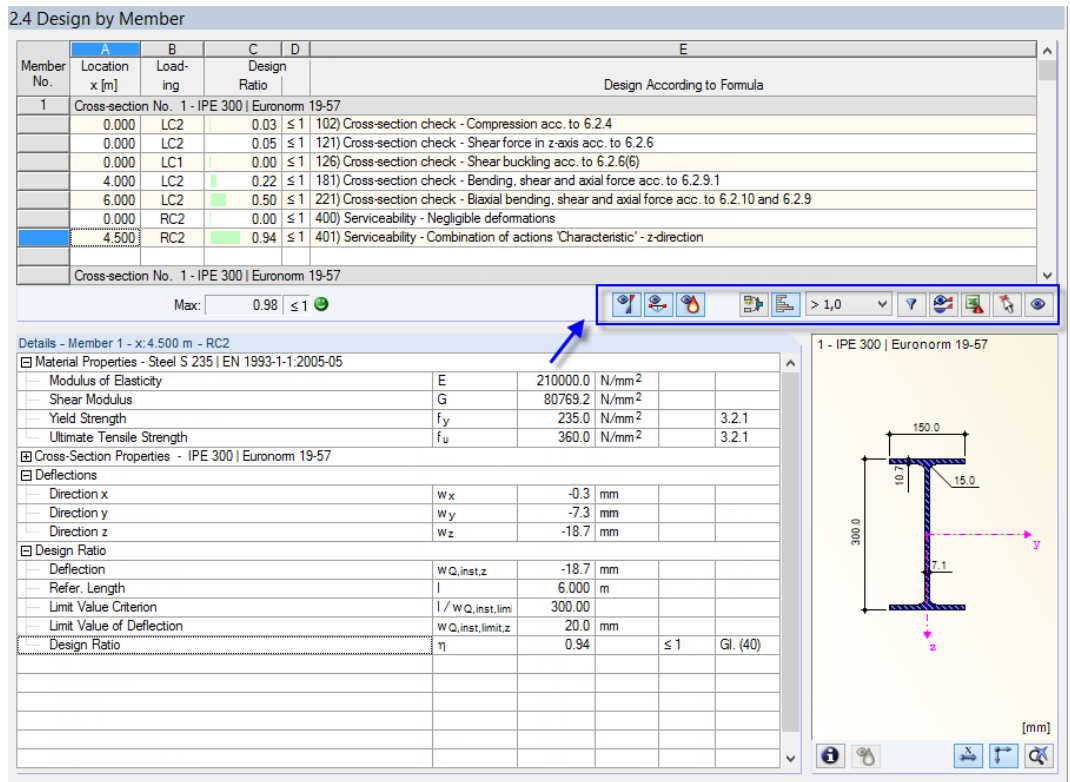 2.4 Design by Member
A B C D E
Member Location Load- Design
No. x [m] ing Ratio Design According to Formula
1 Cross-section No. 1 - IPE 300 | Euronorm 19-57
0.000 LC2 0.03 ≤ 1 102) Cross-section check - Compression acc. to 6.2.4
0.000 LC2 0.05 ≤ 1 121) Cross-section check - Shear force in z-axis acc. to 6.2.6
0.000 LC1 0.00 ≤ 1 126) Cross-section check - Shear buckling acc. to 6.2.6(6)
4.000 LC2 0.22 ≤ 1 181) Cross-section check - Bending, shear and axial force acc. to 6.2.9.1
6.000 LC2 0.50 ≤ 1 221) Cross-section check - Biaxial bending, shear and axial force acc. to 6.2.10 and 6.2.9
0.000 RC2 0.00 ≤ 1 400) Serviceability - Negligible deformations
4.500 RC2 0.94 ≤ 1 401) Serviceability - Combination of actions 'Characteristic' - z-direction
Cross-section No. 1 - IPE 300 | Euronorm 19-57
Max: 0.98 ≤ 1 > 1,0
Details - Member 1 - x: 4.500 m - RC2
Material Properties - Steel S 235 | EN 1993-1-1:2005-05
Modulus of Elasticity E 210000.0 N/mm2
Shear Modulus G 80769.2 N/mm2
Yield Strength fy 235.0 N/mm2 3.2.1
Ultimate Tensile Strength fu 360.0 N/mm2 3.2.1
Cross-Section Properties - IPE 300 | Euronorm 19-57
Deflections
Direction x wx -0.3 mm
Direction y wy -7.3 mm
Direction z wz -18.7 mm
Design Ratio
Deflection wQ,inst,z -18.7 mm
Refer. Length l 6.000 m
Limit Value Criterion l / wQ,inst,limi 300.00
Limit Value of Deflection wQ,inst,limit,z 20.0 mm
Design Ratio η 0.94 ≤ 1 Gl. (40)
1 - IPE 300 | Euronorm 19-57
150.0
10.7
15.0
300.0
y
7.1
z
[mm]
x